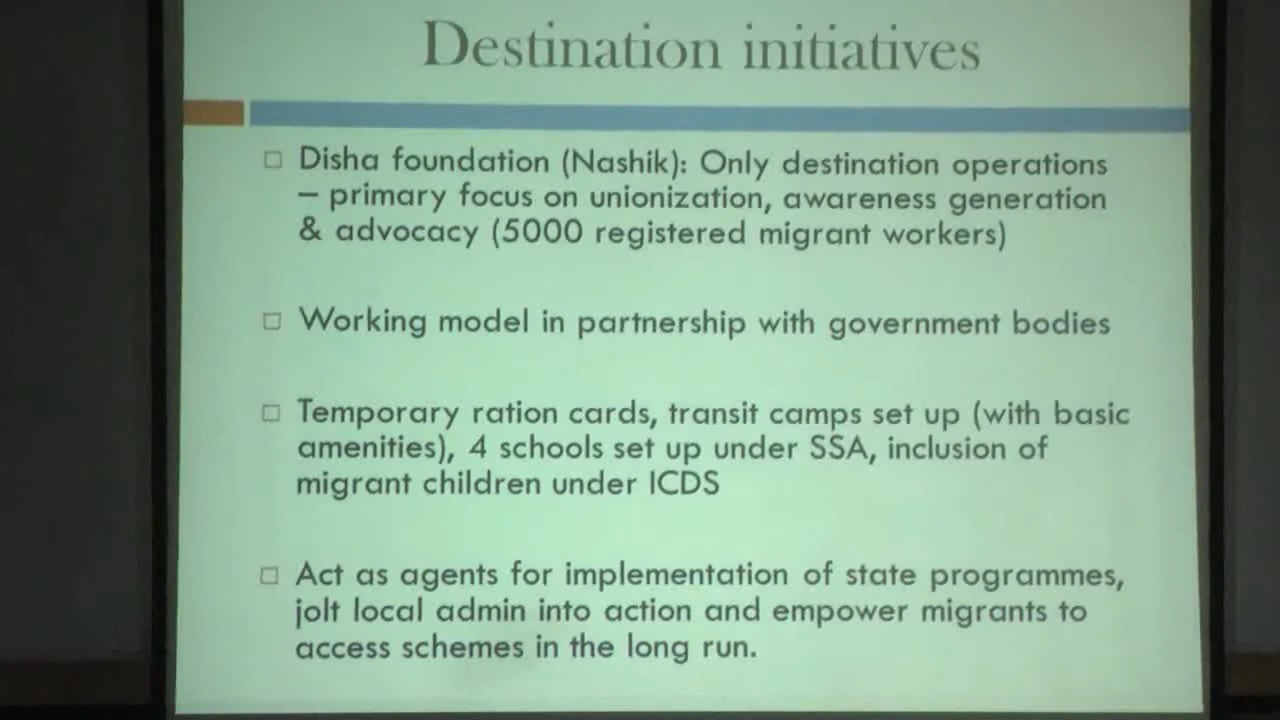 Destination initiatives
Disha foundation (Nashik): Only destination operations
– primary focus on unionization, awareness generation
& advocacy (5000 registered migrant workers)
Working model in partnership with government bodies
Temporary ration cards, transit camps set up (with basic
amenities), 4 schools set up under SSA, inclusion of
migrant children under ICDS
Act as agents for implementation of state programmes,
jolt local admin into action and empower migrants to
access schemes in the long run.